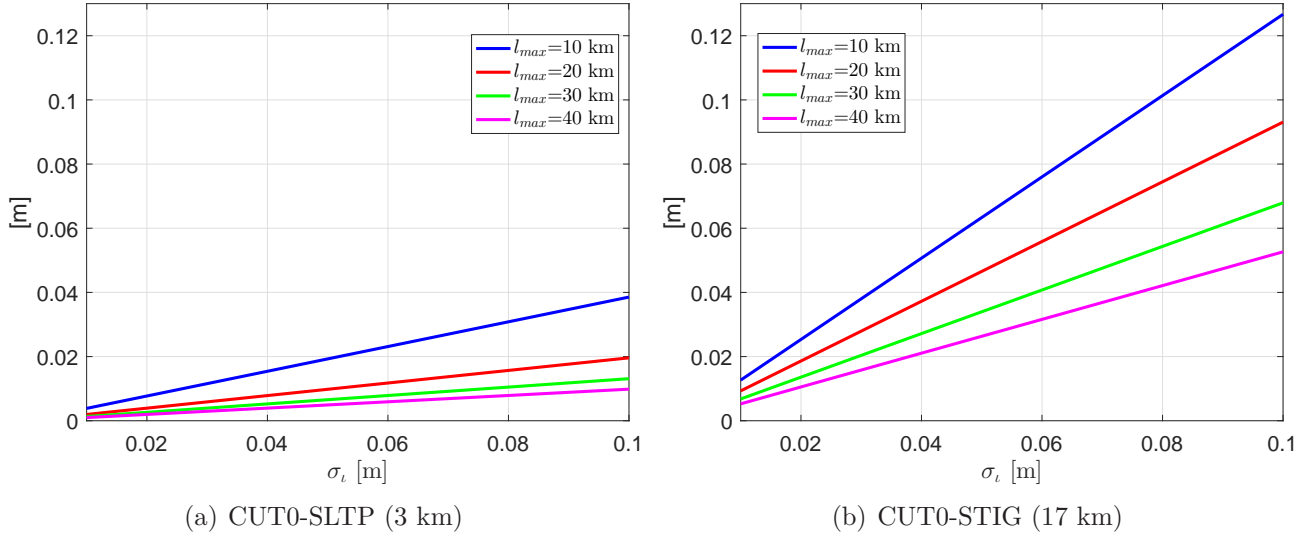 0.12
0.1
0.08
0.06
0.04
0.02
0
[m]
l_max=10 km
l_max=20 km
l_max=30 km
l_max=40 km
0.02 0.04 0.06 0.08 0.1
σ_ι [m]
(a) CUT0-SLTP (3 km)
0.12
0.1
0.08
0.06
0.04
0.02
0
[m]
l_max=10 km
l_max=20 km
l_max=30 km
l_max=40 km
0.02 0.04 0.06 0.08 0.1
σ_ι [m]
(b) CUT0-STIG (17 km)